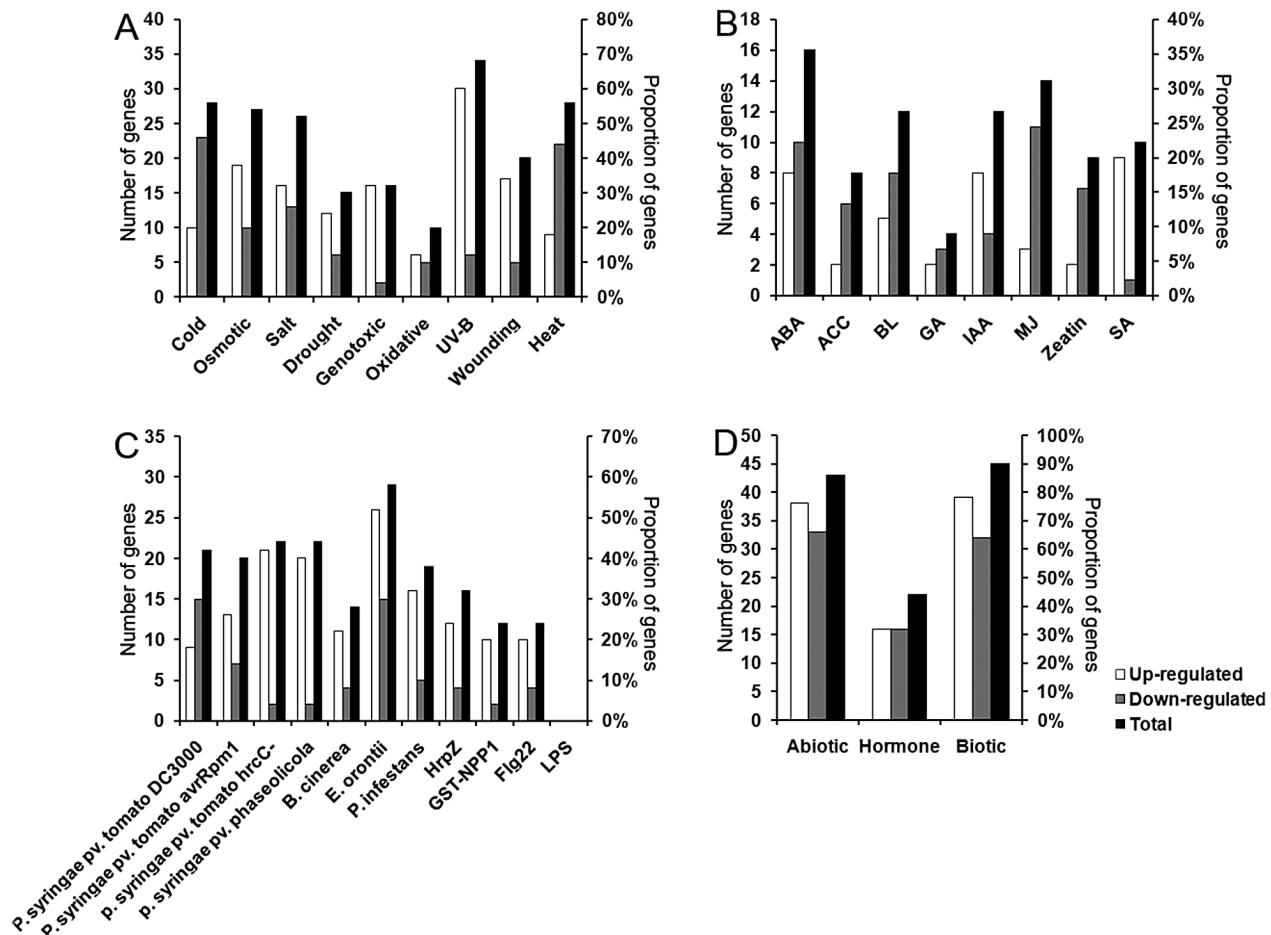 A
40
35
30
25
20
15
10
5
0
Number of genes
80%
70%
60%
50%
40%
30%
20%
10%
0%
Proportion of genes
Cold
Osmotic
Salt
Drought
Genotoxic
Oxidative
UV-B
Wounding
Heat
B
18
16
14
12
10
8
6
4
2
0
Number of genes
40%
35%
30%
25%
20%
15%
10%
5%
0%
Proportion of genes
ABA
ACC
BL
GA
IAA
MJ
Zeatin
SA
C
35
30
25
20
15
10
5
0
Number of genes
70%
60%
50%
40%
30%
20%
10%
0%
Proportion of genes
P. syringae pv. tomato DC3000
P. syringae pv. tomato avrRpm1
p. syringae pv. tomato hrcC-
p. syringae pv. phaseolicola
B. cinerea
E. orontii
P. infestans
HrpZ
GST-NPP1
Flg22
LPS
D
50
45
40
35
30
25
20
15
10
5
0
Number of genes
100%
90%
80%
70%
60%
50%
40%
30%
20%
10%
0%
Proportion of genes
Abiotic
Hormone
Biotic
Up-regulated
Down-regulated
Total